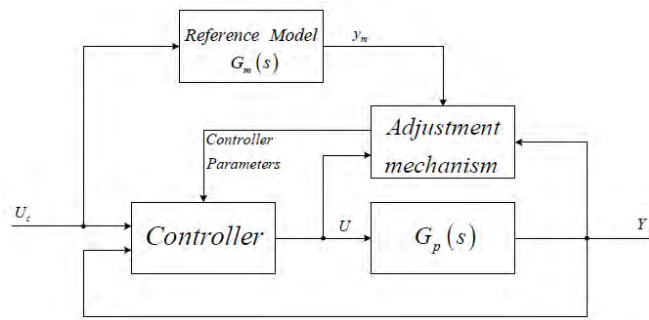 Reference Model
G_m(s)
y_m
Adjustment
mechanism
Controller
Parameters
U_c
Controller
U
G_p(s)
Y